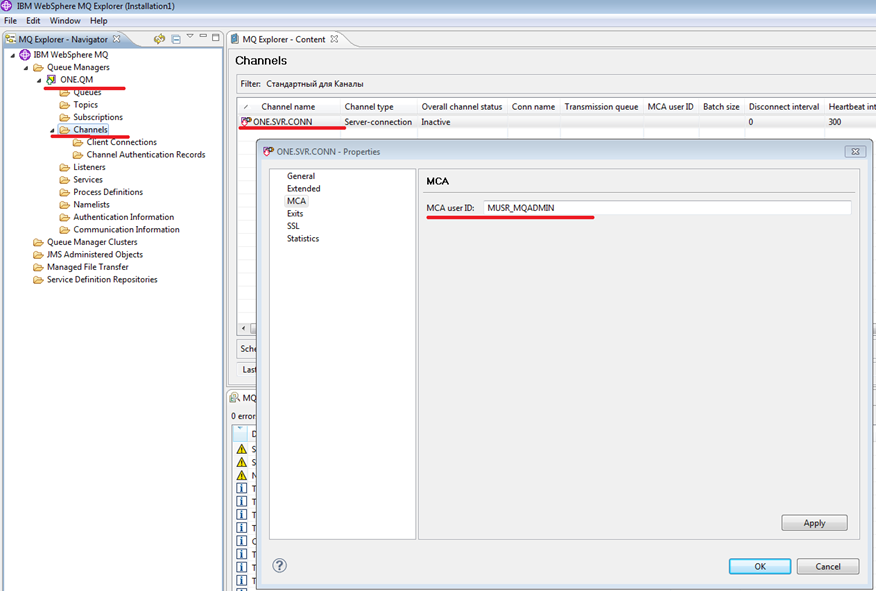 IBM WebSphere MQ Explorer (Installation1)
File Edit Window Help
MQ Explorer - Navigator
IBM WebSphere MQ
Queue Managers
ONE.QM
Queues
Topics
Subscriptions
Channels
Client Connections
Channel Authentication Records
Listeners
Services
Process Definitions
Namelists
Authentication Information
Communication Information
Queue Manager Clusters
JMS Administered Objects
Managed File Transfer
Service Definition Repositories
MQ Explorer - Content
Channels
Filter: Стандартный для Каналы
Channel name Channel type Overall channel status Conn name Transmission queue MCA user ID Batch size Disconnect interval Heartbeat int
ONE.SVR.CONN Server-connection Inactive 0 300
ONE.SVR.CONN - Properties
General
Extended
MCA
Exits
SSL
Statistics
MCA
MCA user ID: MUSR_MQADMIN
Apply
OK Cancel
Sche
Last
MQ
0 error